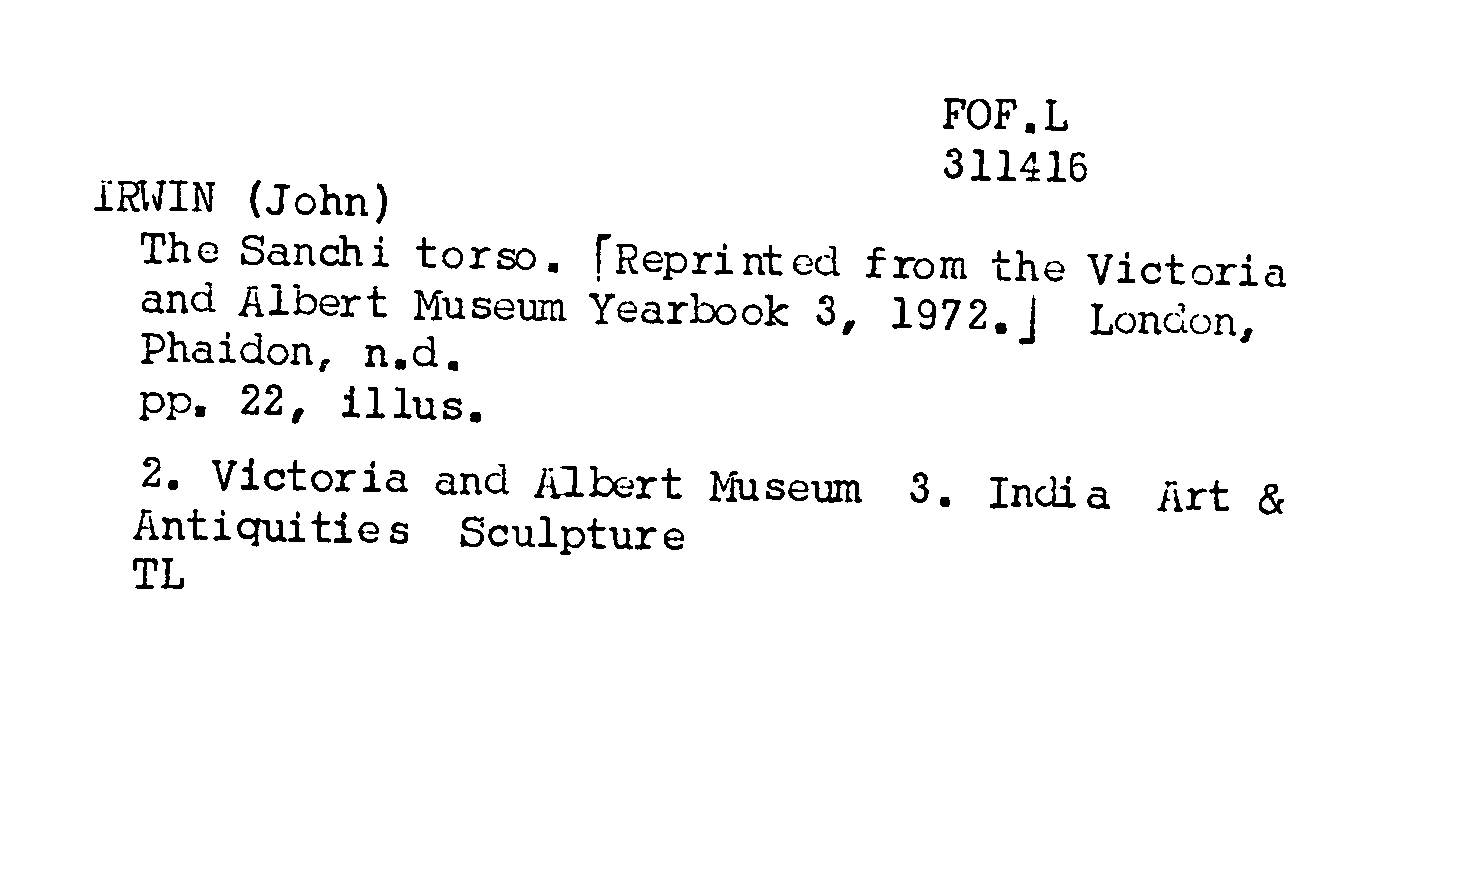 FOF.L
311416
IRWIN (John)
The Sanchi torso. ⌈Reprinted from the Victoria
and Albert Museum Yearbook 3, 1972.⌋ London,
Phaidon, n.d.
pp. 22, illus.
2. Victoria and Albert Museum 3. India Art &
Antiquities Sculpture
TL